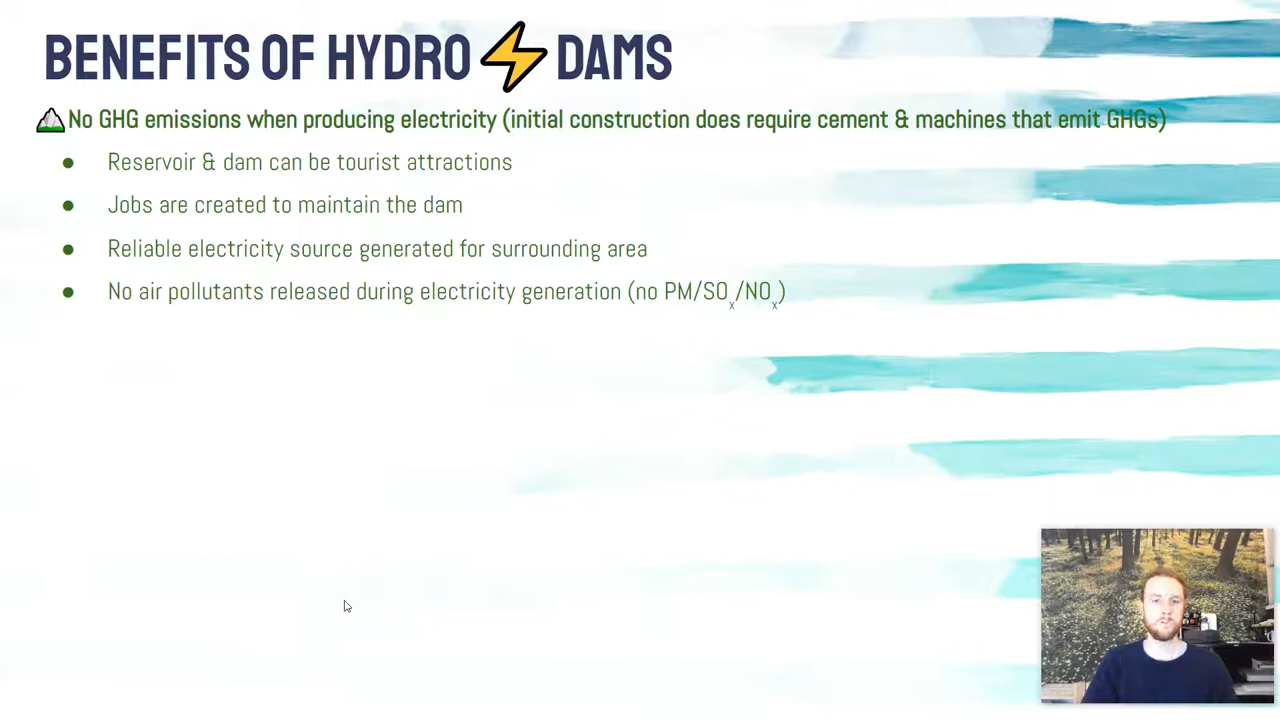 BENEFITS OF HYDRO ⚡ DAMS
No GHG emissions when producing electricity (initial construction does require cement & machines that emit GHGs)
● Reservoir & dam can be tourist attractions
● Jobs are created to maintain the dam
● Reliable electricity source generated for surrounding area
● No air pollutants released during electricity generation (no PM/SOx/NOx)